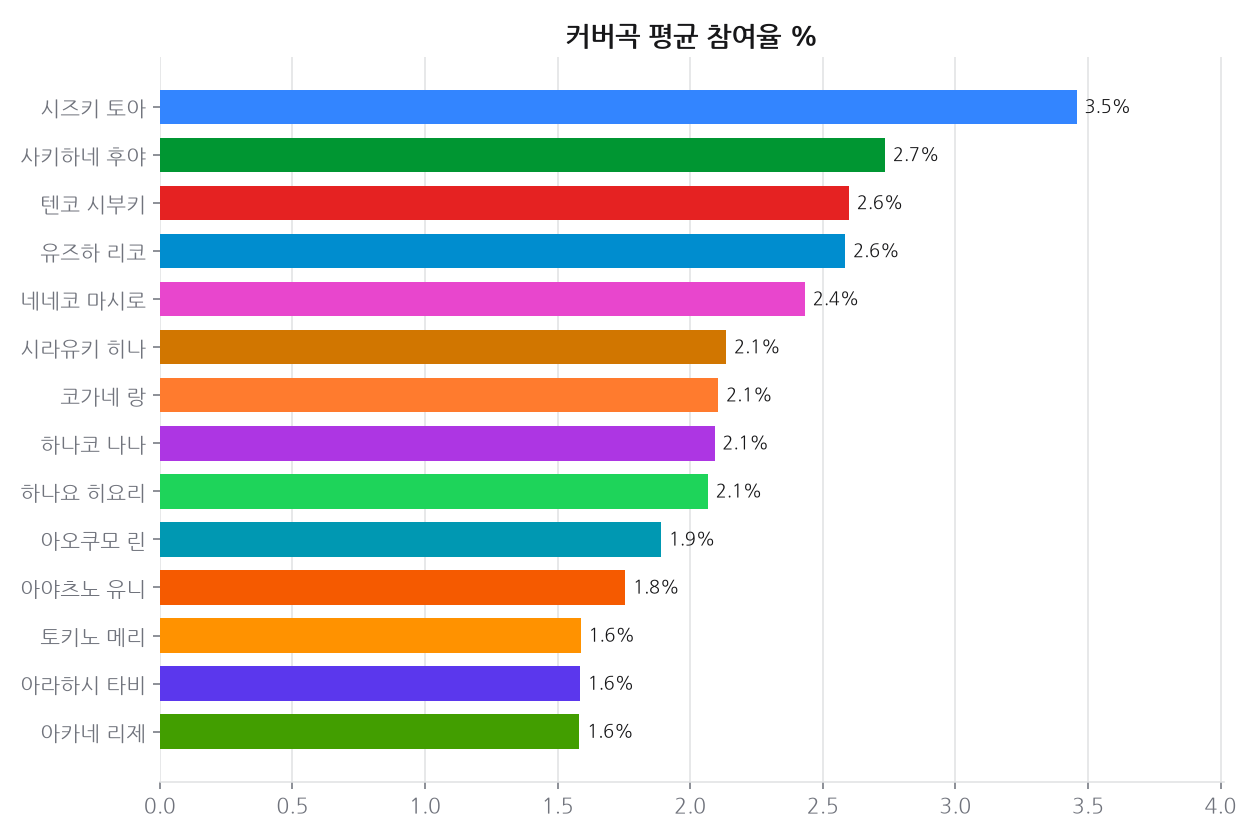 커버곡 평균 참여율 %
시즈키 토아 3.5%
사키하네 후야 2.7%
텐코 시부키 2.6%
유즈하 리코 2.6%
네네코 마시로 2.4%
시라유키 히나 2.1%
코가네 랑 2.1%
하나코 나나 2.1%
하나요 히요리 2.1%
아오쿠모 린 1.9%
아야츠노 유니 1.8%
토키노 메리 1.6%
아라하시 타비 1.6%
아카네 리제 1.6%
0.0 0.5 1.0 1.5 2.0 2.5 3.0 3.5 4.0